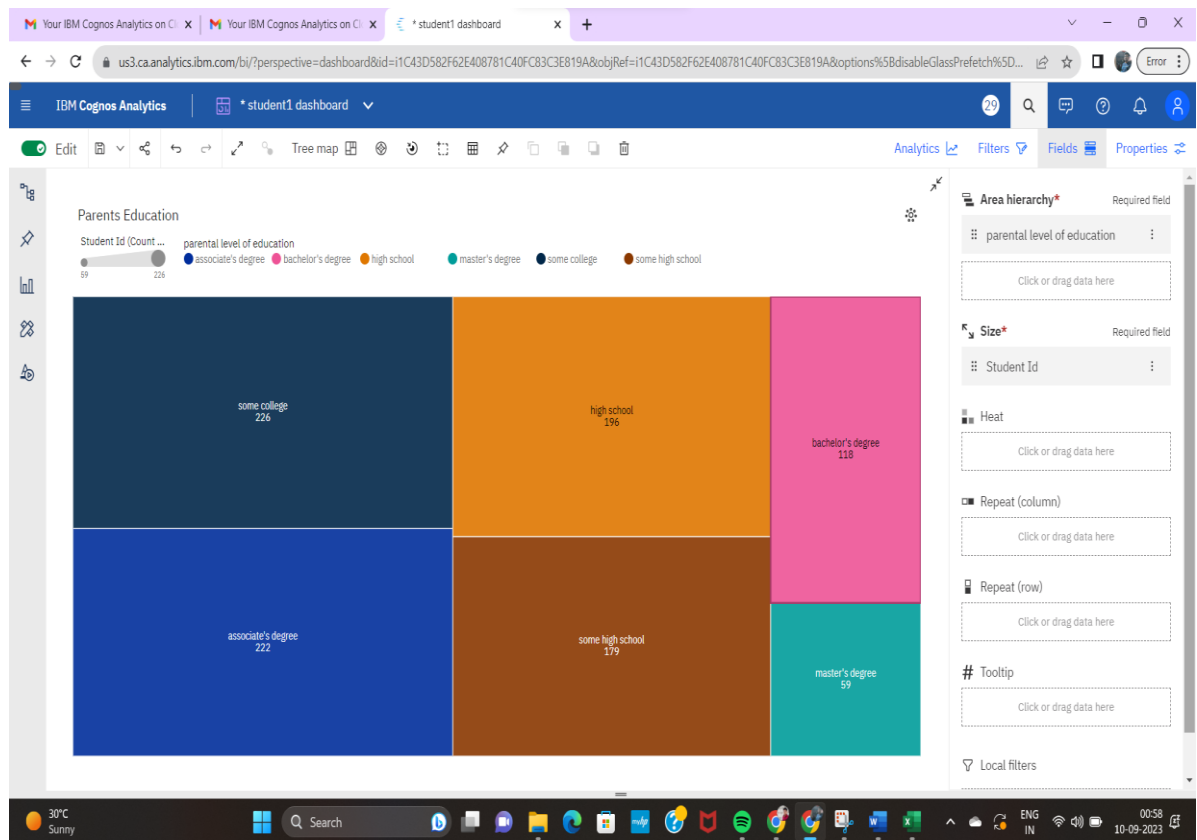 Your IBM Cognos Analytics on Cl
Your IBM Cognos Analytics on Cl
* student1 dashboard
us3.ca.analytics.ibm.com/bi/?perspective=dashboard&id=i1C43D582F62E408781C40FC83C3E819A&objRef=i1C43D582F62E408781C40FC83C3E819A&options%5BdisableGlassPrefetch%5D...
Error
IBM Cognos Analytics
* student1 dashboard
29
Edit
Tree map
Analytics
Filters
Fields
Properties
Parents Education
Student Id (Count ...
59
226
parental level of education
associate's degree
bachelor's degree
high school
master's degree
some college
some high school
some college
226
high school
196
bachelor's degree
118
associate's degree
222
some high school
179
master's degree
59
Area hierarchy*
Required field
parental level of education
Click or drag data here
Size*
Required field
Student Id
Heat
Click or drag data here
Repeat (column)
Click or drag data here
Repeat (row)
Click or drag data here
# Tooltip
Click or drag data here
Local filters
30°C
Sunny
Search
ENG
IN
00:58
10-09-2023